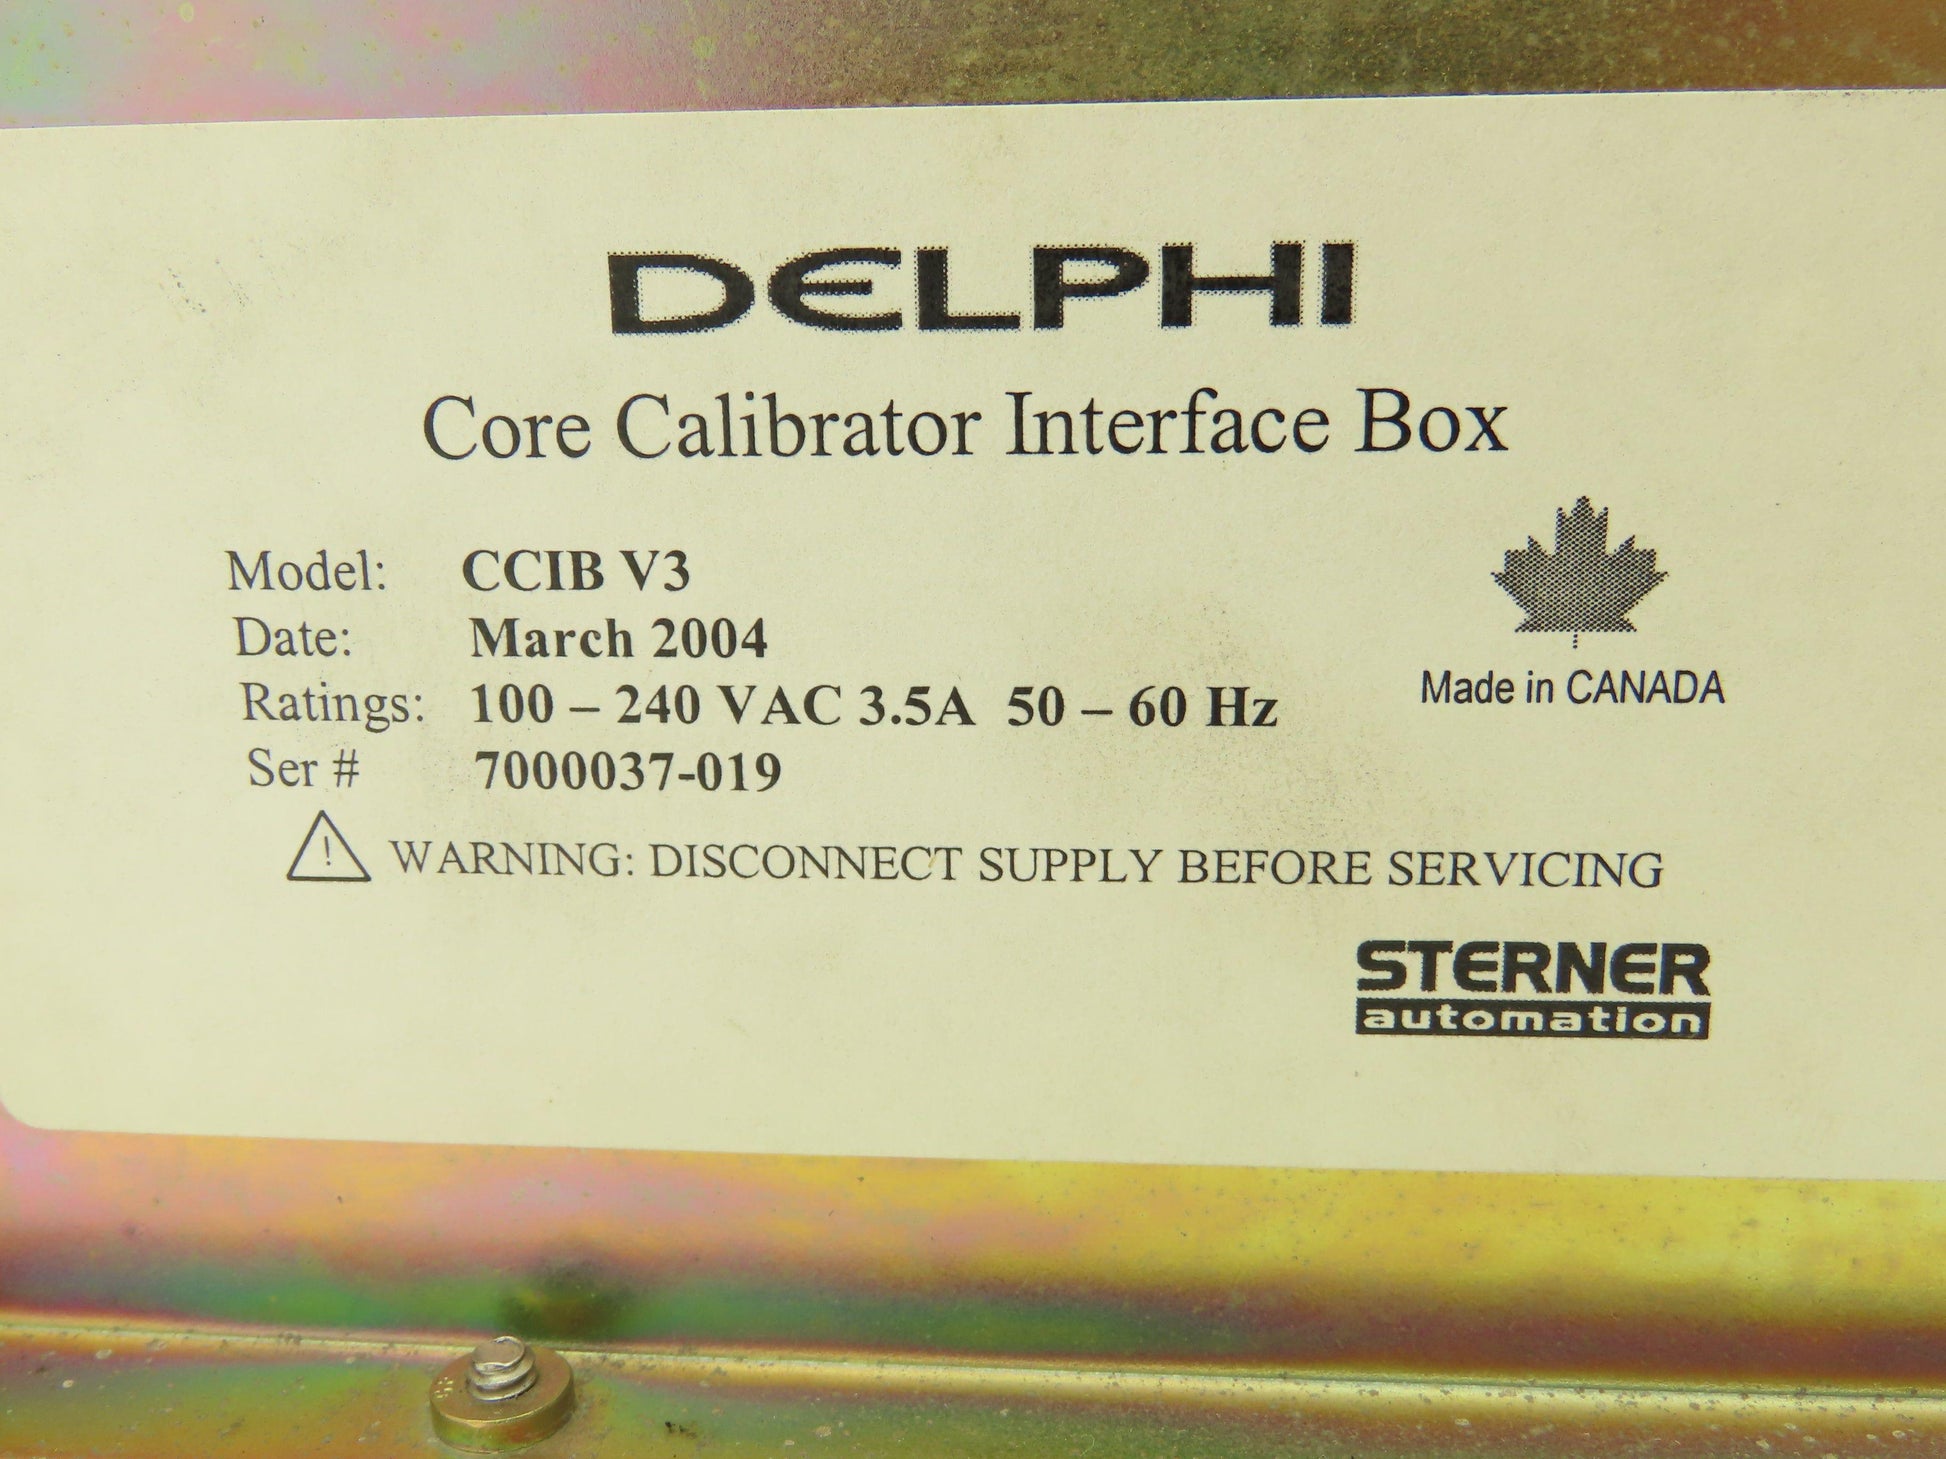 DELPHI
Core Calibrator Interface Box
Model: CCIB V3
Date: March 2004
Ratings: 100 – 240 VAC 3.5A 50 – 60 Hz
Ser # 7000037-019
Made in CANADA
! WARNING: DISCONNECT SUPPLY BEFORE SERVICING
STERNER
automation